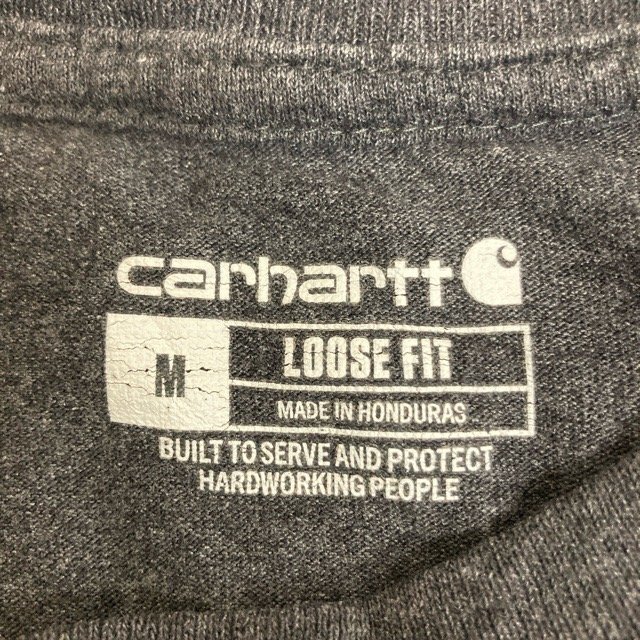 carhartt
M
LOOSE FIT
MADE IN HONDURAS
BUILT TO SERVE AND PROTECT
HARDWORKING PEOPLE